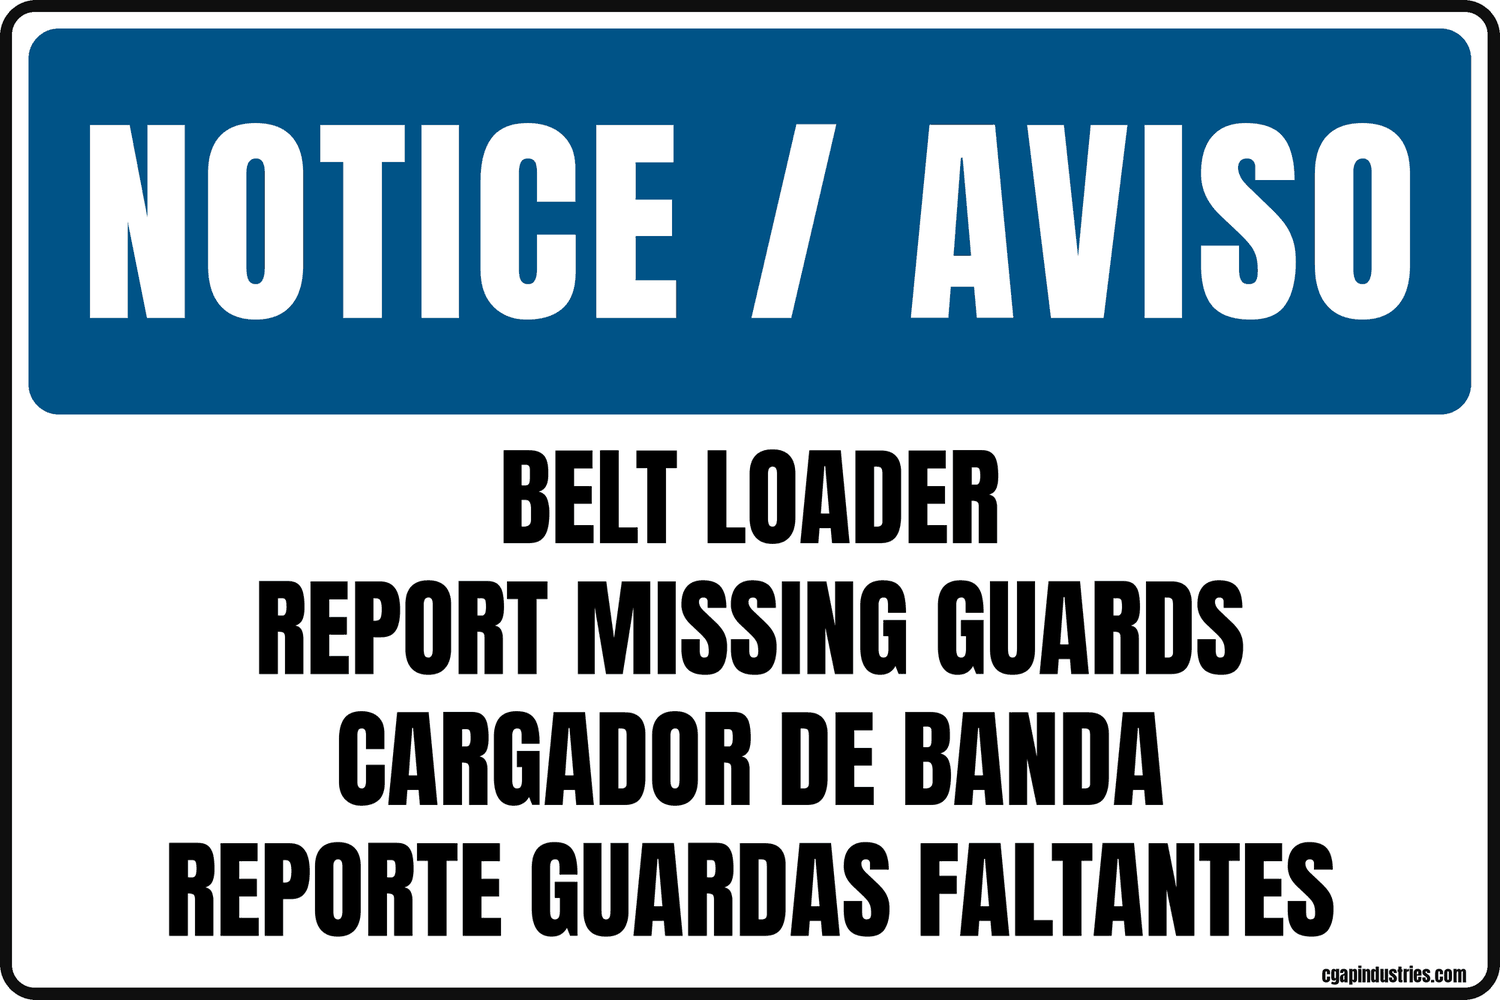 NOTICE / AVISO
BELT LOADER
REPORT MISSING GUARDS
CARGADOR DE BANDA
REPORTE GUARDAS FALTANTES
cgapindustries.com